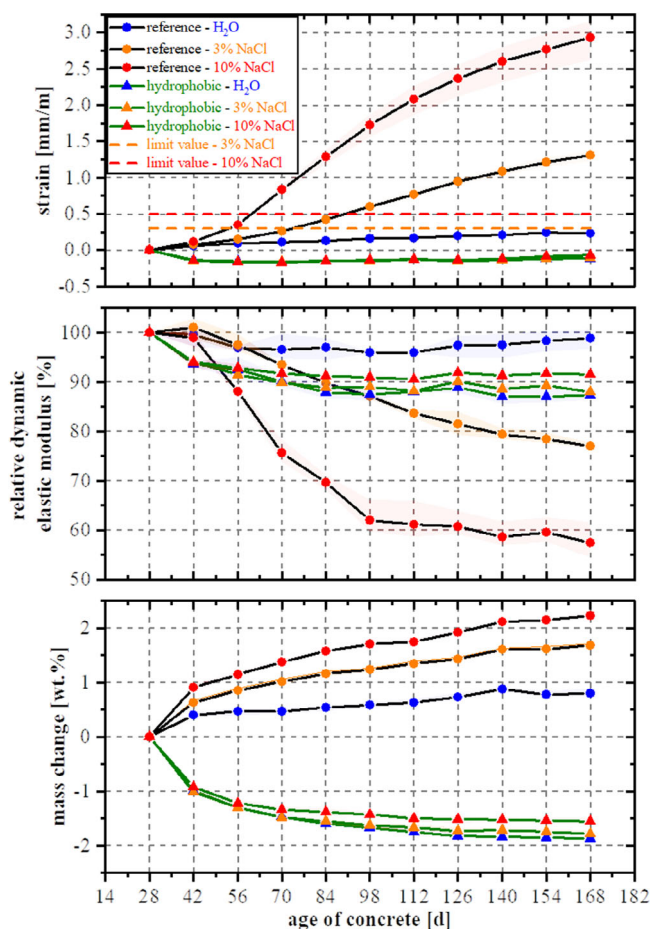 3.0
2.5
2.0
1.5
1.0
0.5
0.0
-0.5
strain [mm/m]
reference - H₂O
reference - 3% NaCl
reference - 10% NaCl
hydrophobic - H₂O
hydrophobic - 3% NaCl
hydrophobic - 10% NaCl
limit value - 3% NaCl
limit value - 10% NaCl
100
90
80
70
60
50
relative dynamic
elastic modulus [%]
2
1
0
-1
-2
mass change [wt.%]
14 28 42 56 70 84 98 112 126 140 154 168 182
age of concrete [d]